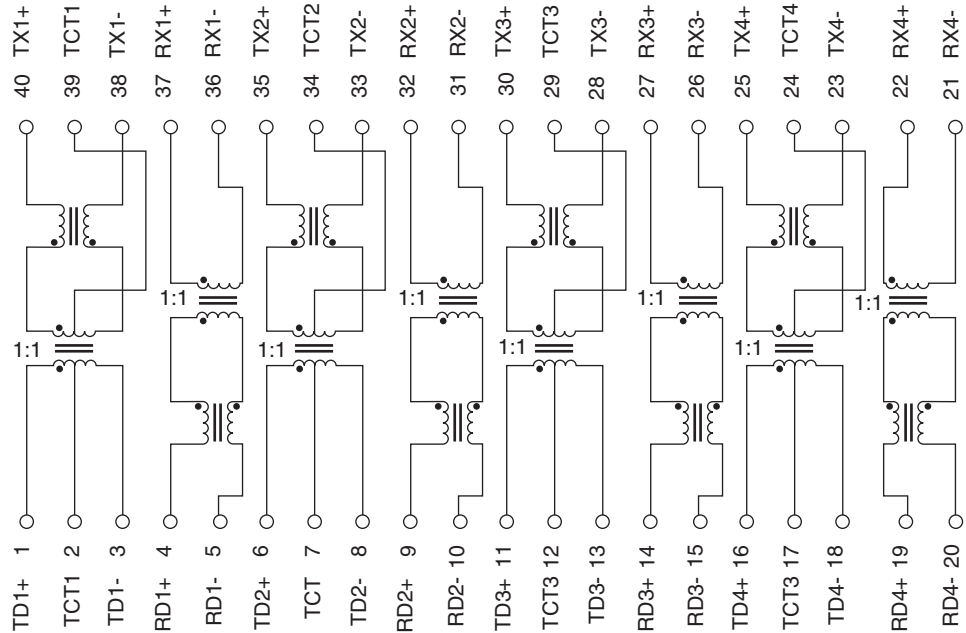 TX1+ TCT1 TX1- RX1+ RX1- TX2+ TCT2 TX2- RX2+ RX2- TX3+ TCT3 TX3- RX3+ RX3- TX4+ TCT4 TX4- RX4+ RX4-
40 39 38 37 36 35 34 33 32 31 30 29 28 27 26 25 24 23 22 21
1:1 1:1 1:1 1:1
1:1 1:1 1:1 1:1
1 2 3 4 5 6 7 8 9 10 11 12 13 14 15 16 17 18 19 20
TD1+ TCT1 TD1- RD1+ RD1- TD2+ TCT TD2- RD2+ RD2- TD3+ TCT3 TD3- RD3+ RD3- TD4+ TCT3 TD4- RD4+ RD4-